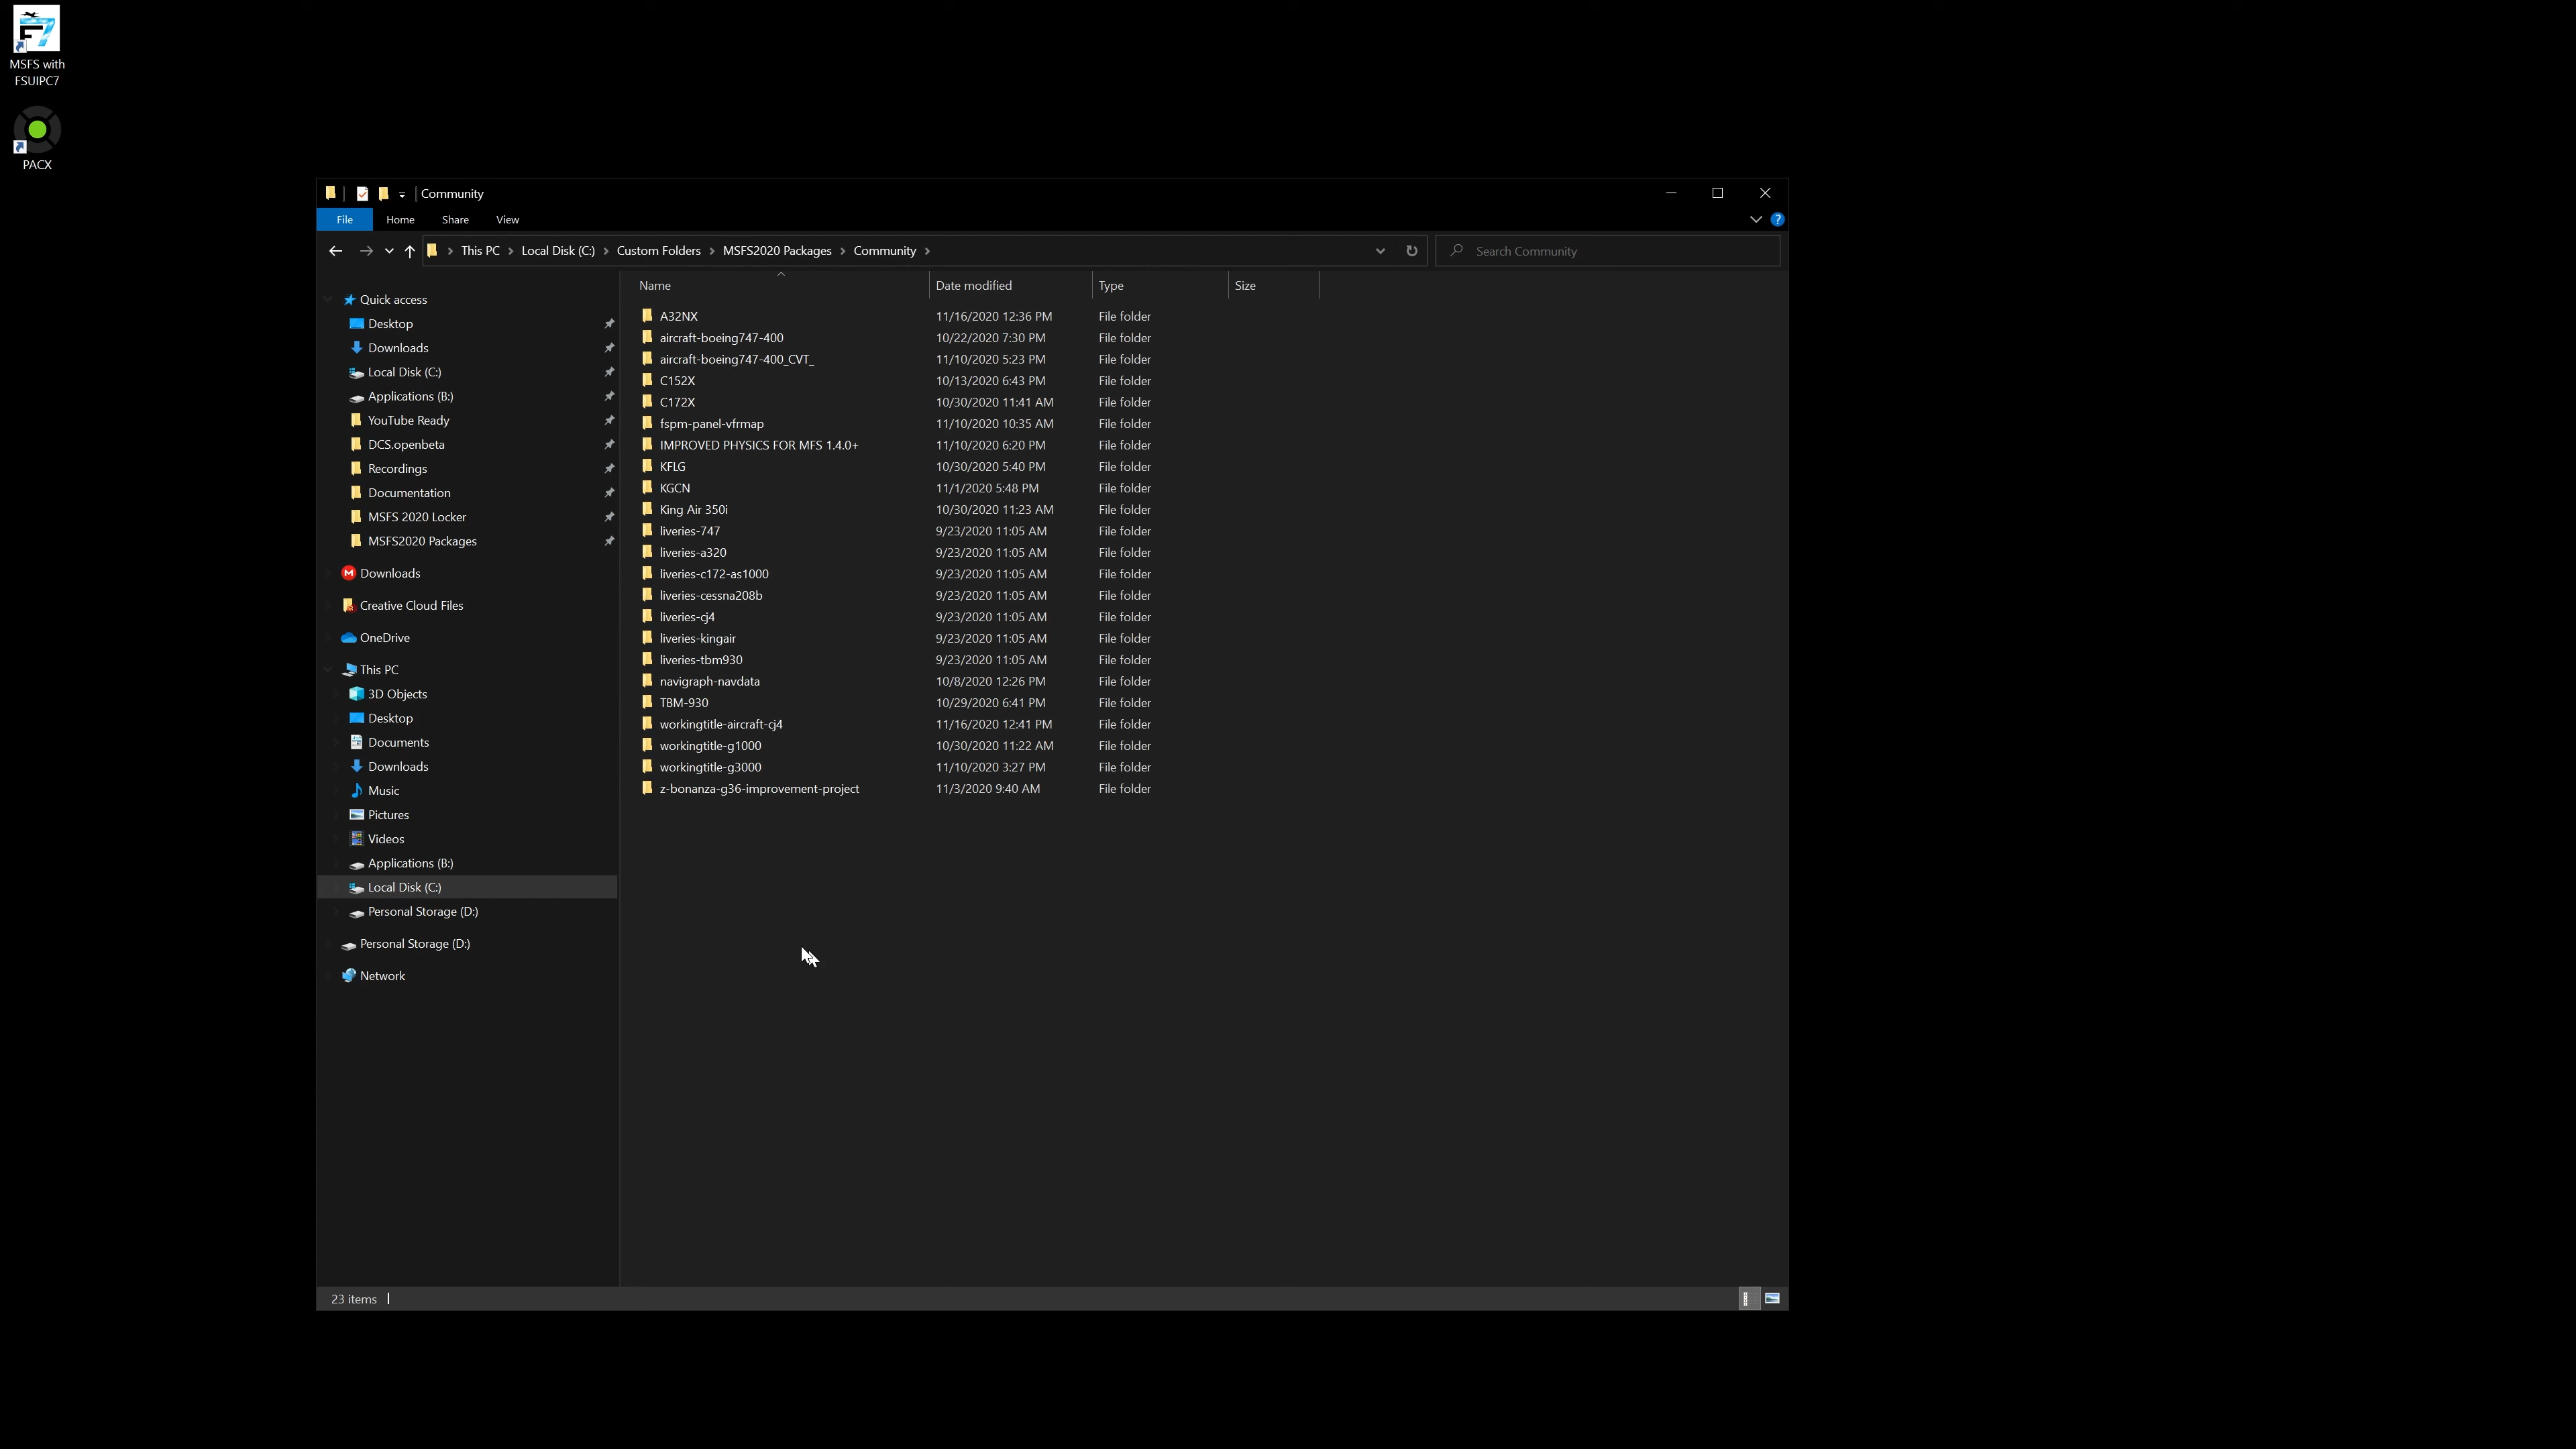 MSFS with
FSUIPC7
PACX
Community
File Home Share View
This PC Local Disk (C:) Custom Folders MSFS2020 Packages Community
Search Community
Name Date modified Type Size
Quick access
Desktop
Downloads
Local Disk (C:)
Applications (B:)
YouTube Ready
DCS.openbeta
Recordings
Documentation
MSFS 2020 Locker
MSFS2020 Packages
Downloads
Creative Cloud Files
OneDrive
This PC
3D Objects
Desktop
Documents
Downloads
Music
Pictures
Videos
Applications (B:)
Local Disk (C:)
Personal Storage (D:)
Personal Storage (D:)
Network
A32NX 11/16/2020 12:36 PM File folder
aircraft-boeing747-400 10/22/2020 7:30 PM File folder
aircraft-boeing747-400_CVT_ 11/10/2020 5:23 PM File folder
C152X 10/13/2020 6:43 PM File folder
C172X 10/30/2020 11:41 AM File folder
fspm-panel-vfrmap 11/10/2020 10:35 AM File folder
IMPROVED PHYSICS FOR MFS 1.4.0+ 11/10/2020 6:20 PM File folder
KFLG 10/30/2020 5:40 PM File folder
KGCN 11/1/2020 5:48 PM File folder
King Air 350i 10/30/2020 11:23 AM File folder
liveries-747 9/23/2020 11:05 AM File folder
liveries-a320 9/23/2020 11:05 AM File folder
liveries-c172-as1000 9/23/2020 11:05 AM File folder
liveries-cessna208b 9/23/2020 11:05 AM File folder
liveries-cj4 9/23/2020 11:05 AM File folder
liveries-kingair 9/23/2020 11:05 AM File folder
liveries-tbm930 9/23/2020 11:05 AM File folder
navigraph-navdata 10/8/2020 12:26 PM File folder
TBM-930 10/29/2020 6:41 PM File folder
workingtitle-aircraft-cj4 11/16/2020 12:41 PM File folder
workingtitle-g1000 10/30/2020 11:22 AM File folder
workingtitle-g3000 11/10/2020 3:27 PM File folder
z-bonanza-g36-improvement-project 11/3/2020 9:40 AM File folder
23 items